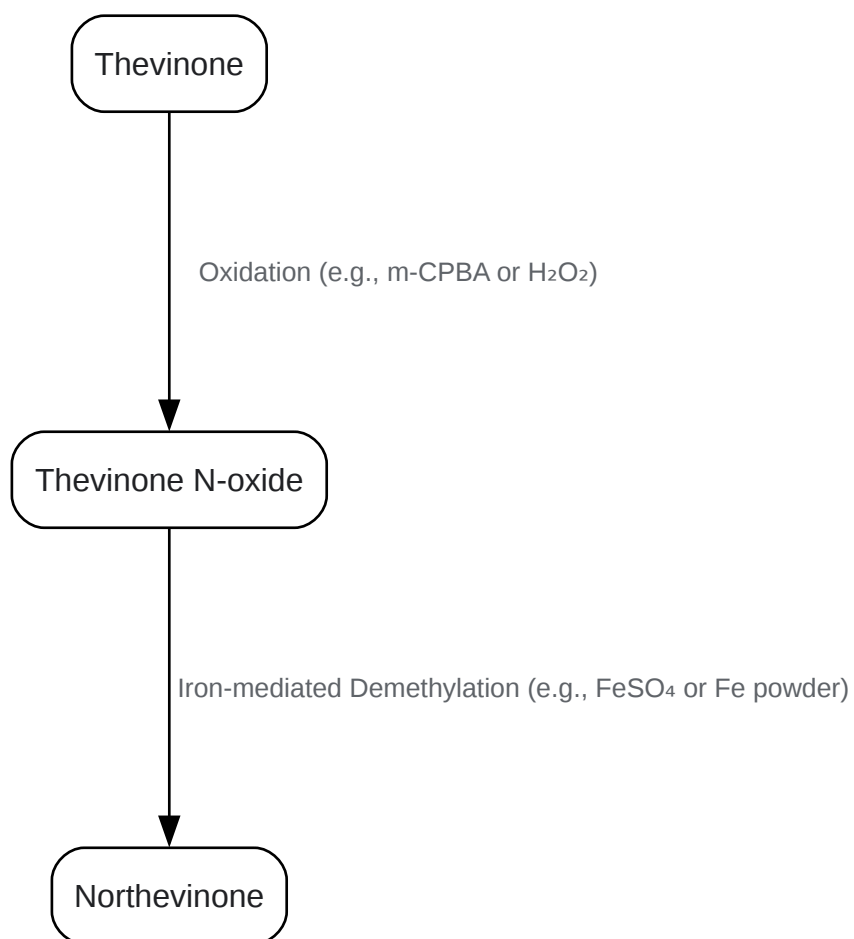 Thevinone
Oxidation (e.g., m-CPBA or H₂O₂)
Thevinone N-oxide
Iron-mediated Demethylation (e.g., FeSO₄ or Fe powder)
Northevinone